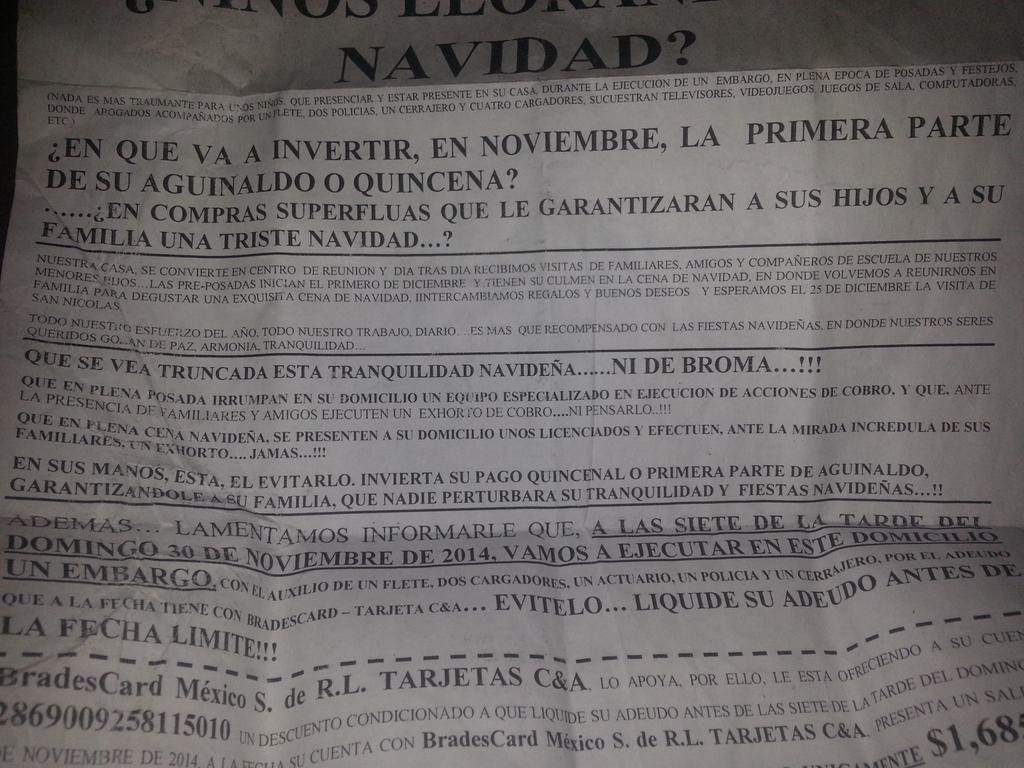 ¿NIÑOS
NAVIDAD?
(NADA ES MAS TRAUMANTE PARA UNOS NIÑOS, QUE PRESENCIAR Y ESTAR PRESENTE EN SU CASA, DURANTE LA EJECUCION DE UN EMBARGO, EN PLENA EPOCA DE POSADAS Y FESTEJOS,
DONDE ABOGADOS ACOMPAÑADOS POR UN FLETE, DOS POLICIAS, UN CERRAJERO Y CUATRO CARGADORES, SUCUESTRAN TELEVISORES, VIDEOJUEGOS, JUEGOS DE SALA, COMPUTADORAS,
ETC.)
¿EN QUE VA A INVERTIR, EN NOVIEMBRE, LA PRIMERA PARTE
DE SU AGUINALDO O QUINCENA?
......¿EN COMPRAS SUPERFLUAS QUE LE GARANTIZARAN A SUS HIJOS Y A SU
FAMILIA UNA TRISTE NAVIDAD...?
NUESTRA CASA, SE CONVIERTE EN CENTRO DE REUNION Y DIA TRAS DIA RECIBIMOS VISITAS DE FAMILIARES, AMIGOS Y COMPAÑEROS DE ESCUELA DE NUESTROS
MENORES HIJOS...LAS PRE-POSADAS INICIAN EL PRIMERO DE DICIEMBRE Y TIENEN SU CULMEN EN LA CENA DE NAVIDAD, EN DONDE VOLVEMOS A REUNIRNOS EN
FAMILIA PARA DEGUSTAR UNA EXQUISITA CENA DE NAVIDAD, IINTERCAMBIAMOS REGALOS Y BUENOS DESEOS Y ESPERAMOS EL 25 DE DICIEMBRE LA VISITA DE
SAN NICOLAS
TODO NUESTRO ESFUERZO DEL AÑO, TODO NUESTRO TRABAJO, DIARIO...ES MAS QUE RECOMPENSADO CON LAS FIESTAS NAVIDEÑAS, EN DONDE NUESTROS SERES
QUERIDOS GOZAN DE PAZ, ARMONIA, TRANQUILIDAD...
QUE SE VEA TRUNCADA ESTA TRANQUILIDAD NAVIDEÑA......NI DE BROMA...!!!
QUE EN PLENA POSADA IRRUMPAN EN SU DOMICILIO UN EQUIPO ESPECIALIZADO EN EJECUCION DE ACCIONES DE COBRO, Y QUE, ANTE
LA PRESENCIA DE FAMILIARES Y AMIGOS EJECUTEN UN EXHORTO DE COBRO....NI PENSARLO..!!!
QUE EN PLENA CENA NAVIDEÑA, SE PRESENTEN A SU DOMICILIO UNOS LICENCIADOS Y EFECTUEN, ANTE LA MIRADA INCREDULA DE SUS
FAMILIARES, UN EXHORTO.... JAMAS...!!!
EN SUS MANOS, ESTA, EL EVITARLO. INVIERTA SU PAGO QUINCENAL O PRIMERA PARTE DE AGUINALDO,
GARANTIZANDOLE A SU FAMILIA, QUE NADIE PERTURBARA SU TRANQUILIDAD Y FIESTAS NAVIDEÑAS...!!
ADEMAS... LAMENTAMOS INFORMARLE QUE, A LAS SIETE DE LA TARDE DEL
DOMINGO 30 DE NOVIEMBRE DE 2014, VAMOS A EJECUTAR EN ESTE DOMICILIO
UN EMBARGO, CON EL AUXILIO DE UN FLETE, DOS CARGADORES, UN ACTUARIO, UN POLICIA Y UN CERRAJERO, POR EL ADEUDO
QUE A LA FECHA TIENE CON BRADESCARD – TARJETA C&A... EVITELO... LIQUIDE SU ADEUDO ANTES DE
LA FECHA LIMITE!!!
BradesCard México S. de R.L. TARJETAS C&A, LO APOYA, POR ELLO, LE ESTA OFRECIENDO A SU CUEN
2869009258115010 UN DESCUENTO CONDICIONADO A QUE LIQUIDE SU ADEUDO ANTES DE LAS SIETE DE LA TARDE DEL DOMINGO
DE NOVIEMBRE DE 2014, A LA FECHA SU CUENTA CON BradesCard México S. de R.L. TARJETAS C&A, PRESENTA UN SAL
$1,685